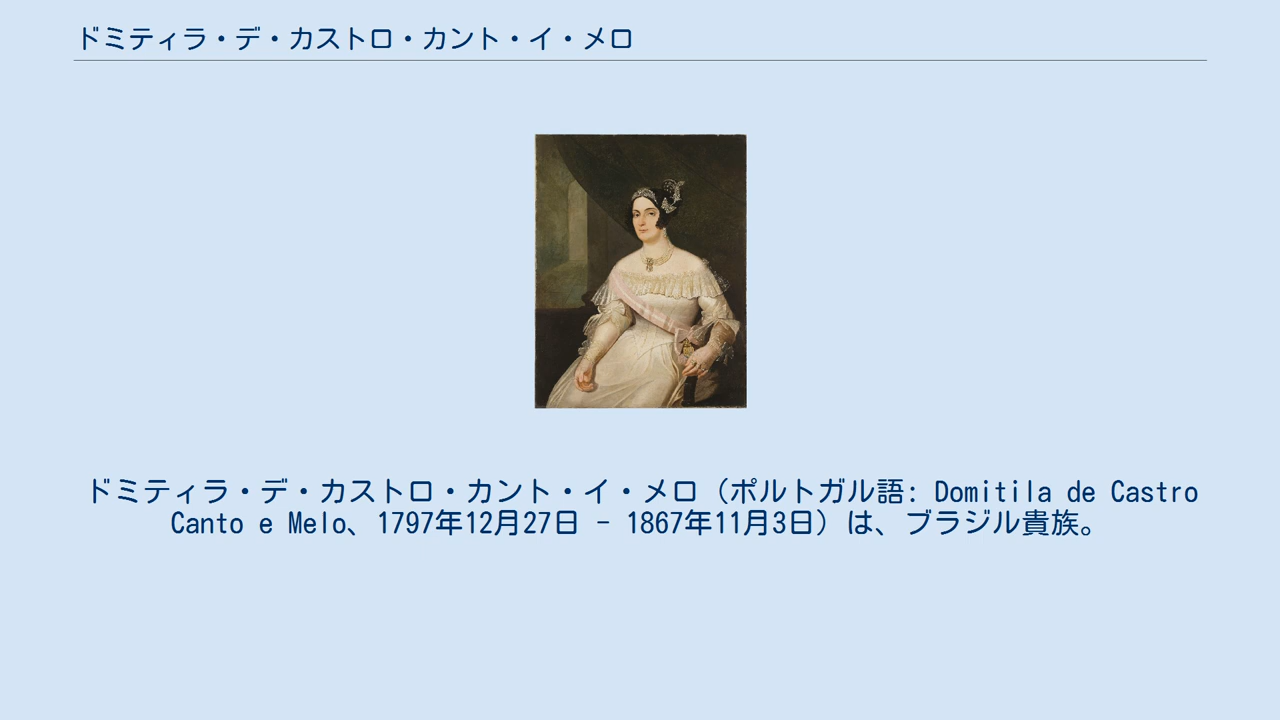 ドミティラ・デ・カストロ・カント・イ・メロ
ドミティラ・デ・カストロ・カント・イ・メロ（ポルトガル語: Domitila de Castro
Canto e Melo、1797年12月27日 - 1867年11月3日）は、ブラジル貴族。